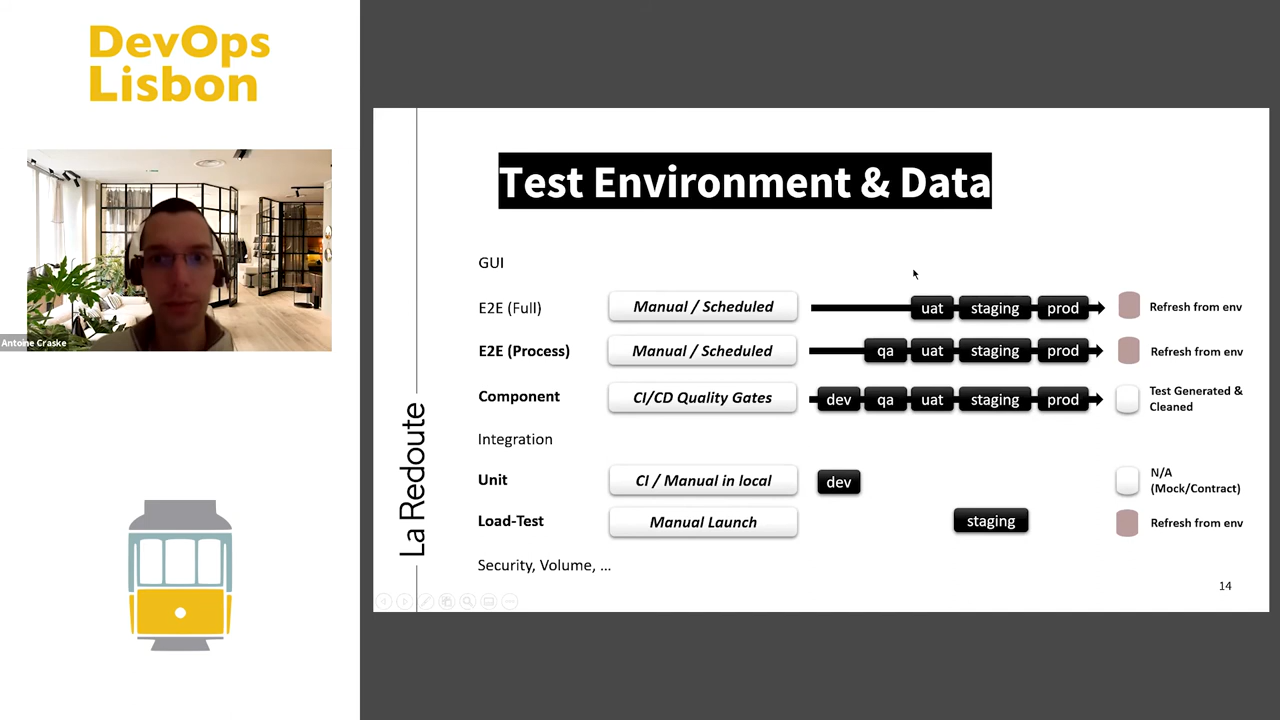 DevOps
Lisbon
Antoine Craske
La Redoute
Test Environment & Data
GUI
E2E (Full) Manual / Scheduled uat staging prod Refresh from env
E2E (Process) Manual / Scheduled qa uat staging prod Refresh from env
Component CI/CD Quality Gates dev qa uat staging prod Test Generated &
Cleaned
Integration
Unit CI / Manual in local dev N/A
(Mock/Contract)
Load-Test Manual Launch staging Refresh from env
Security, Volume, ...
14